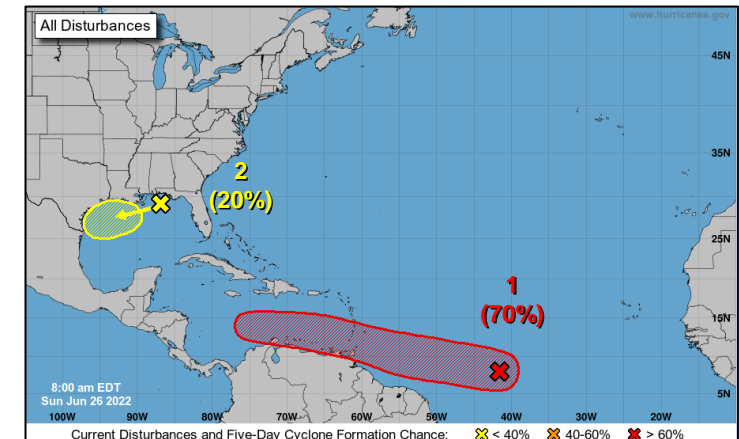 All Disturbances
www.hurricanes.gov
45N
35N
2
(20%)
25N
1
(70%)
15N
8:00 am EDT
Sun Jun 26 2022
5N
100W 90W 80W 70W 60W 50W 40W 30W 20W
Current Disturbances and Five-Day Cyclone Formation Chance: < 40% 40-60% > 60%